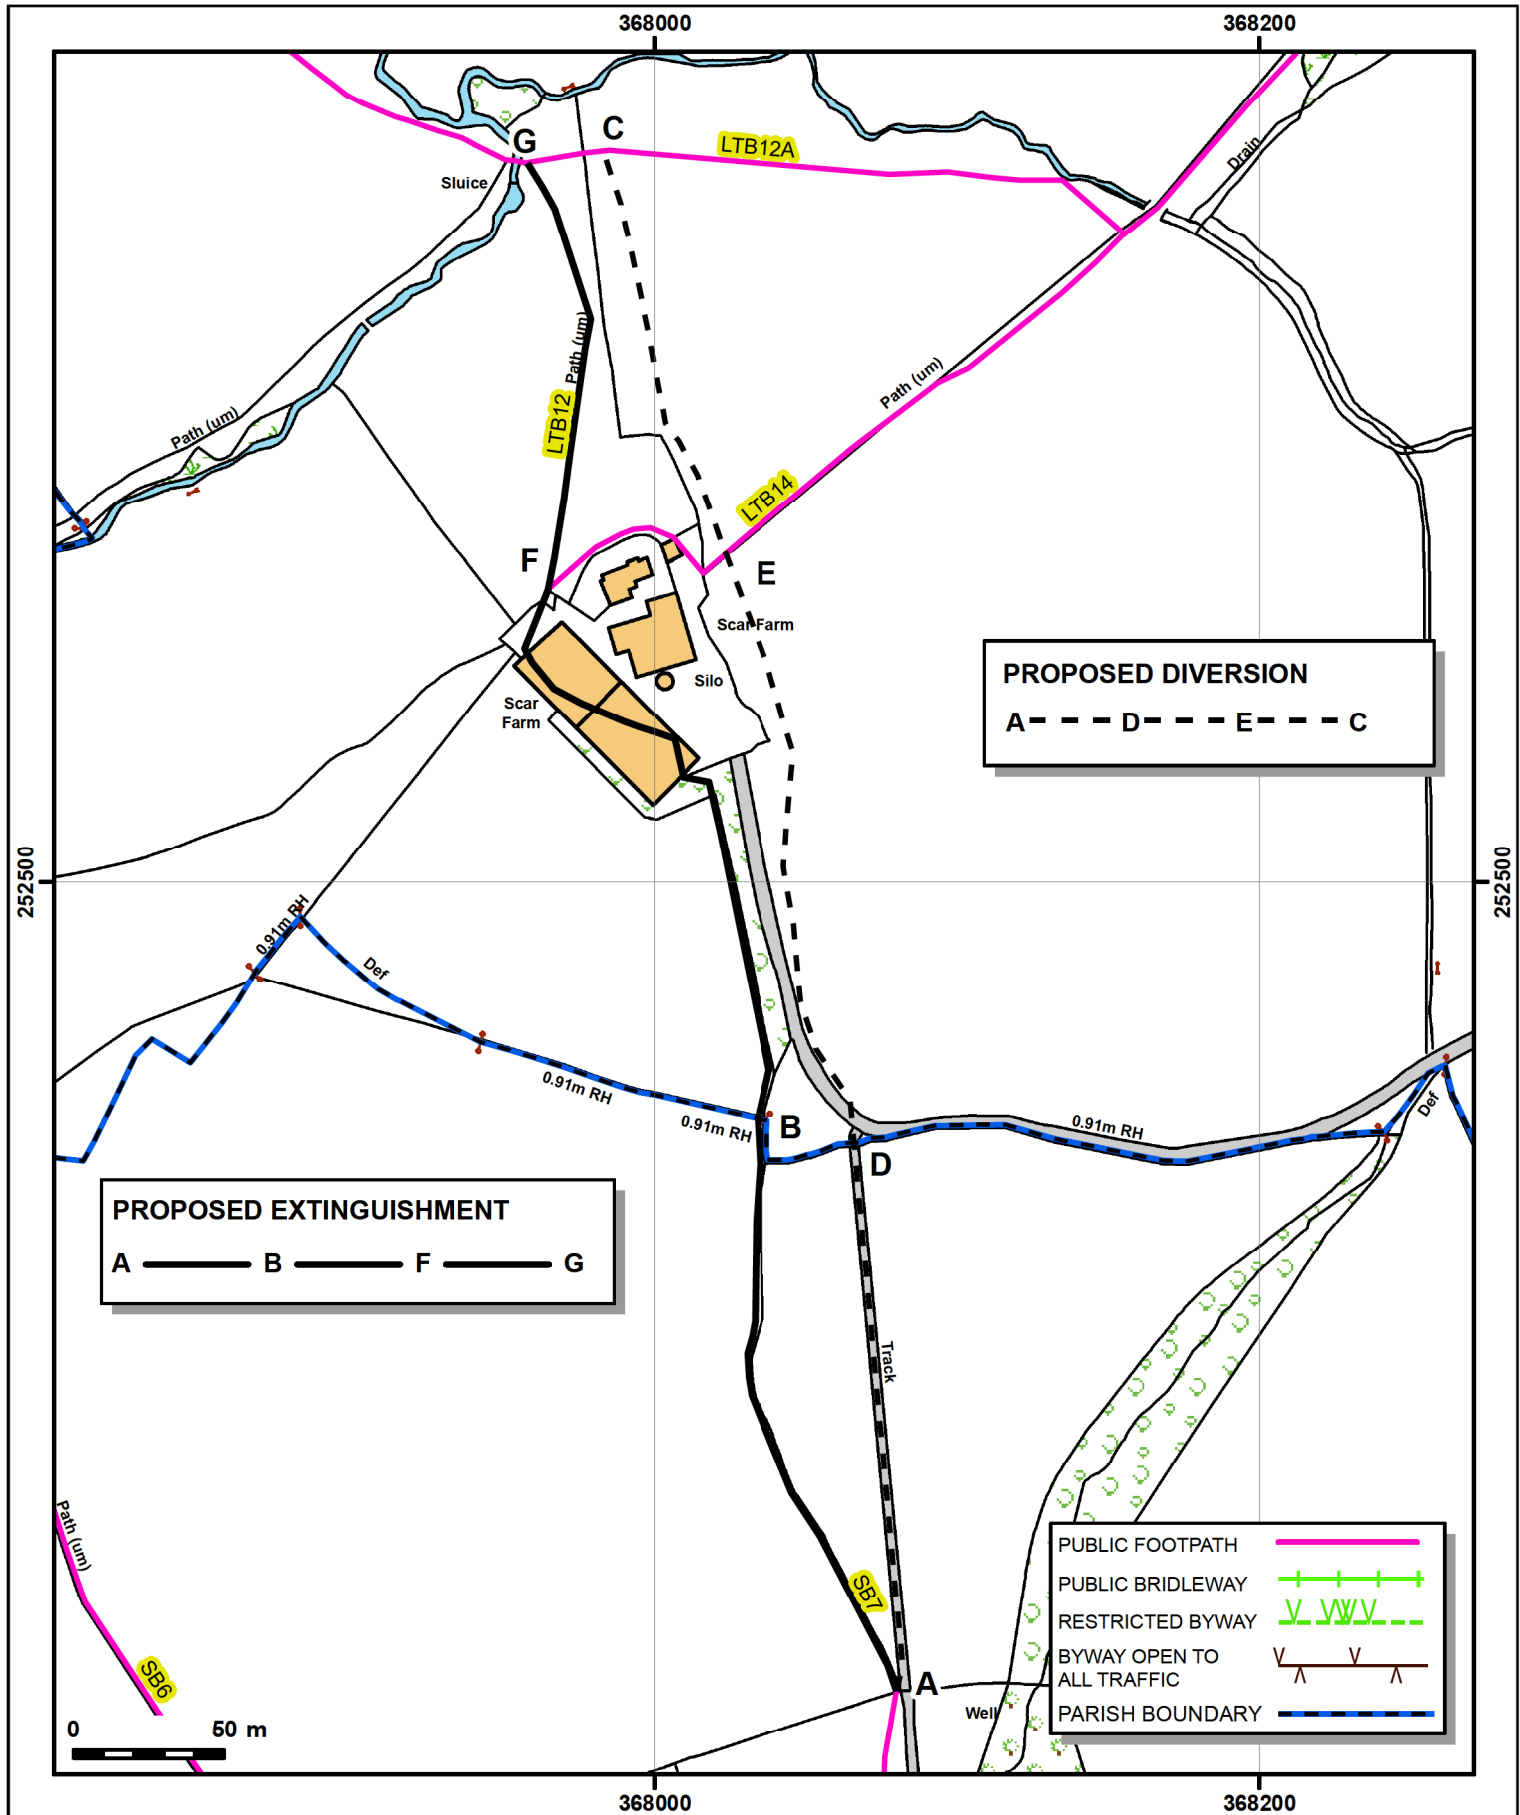 368000
368200
G
C
LTB12A
Sluice
Drain
Path (um)
LTB12
Path (um)
Path (um)
LTB14
F
E
Scar Farm
Silo
Scar
Farm
PROPOSED DIVERSION
A D E C
252500
252500
0.91m RH
Def
0.91m RH
0.91m RH
B
0.91m RH
Def
D
PROPOSED EXTINGUISHMENT
A B F G
Track
Path (um)
SB7
SB6
A
Well
PUBLIC FOOTPATH
PUBLIC BRIDLEWAY
RESTRICTED BYWAY
BYWAY OPEN TO
ALL TRAFFIC
PARISH BOUNDARY
0 50 m
368000
368200